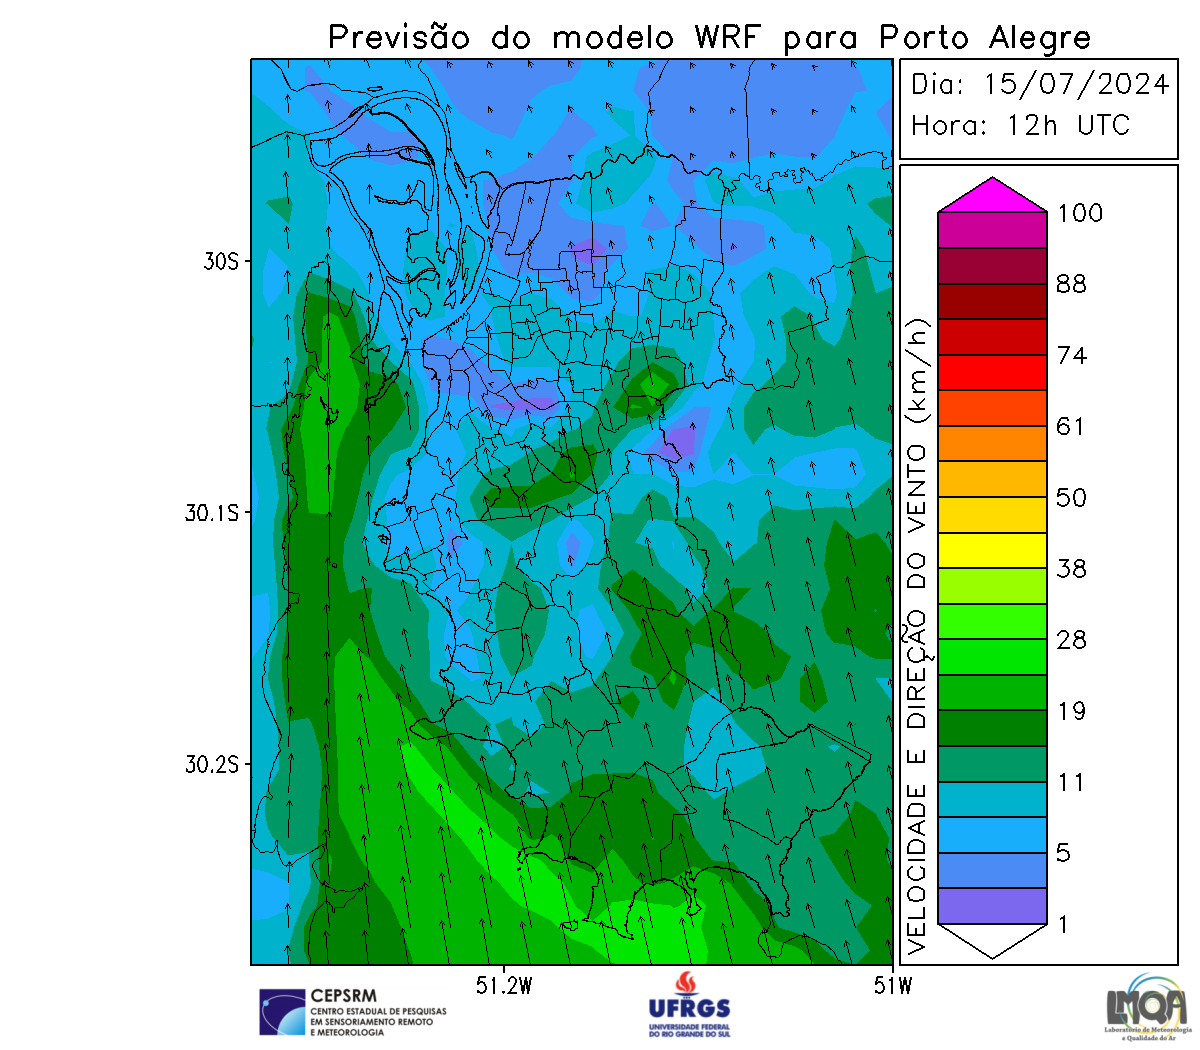 Previsão do modelo WRF para Porto Alegre
Dia: 15/07/2024
Hora: 12h UTC
100
88
74
61
50
38
28
19
11
5
1
VELOCIDADE E DIREÇÃO DO VENTO (km/h)
30S
30.1S
30.2S
51.2W
51W
CEPSRM
CENTRO ESTADUAL DE PESQUISAS
EM SENSORIAMENTO REMOTO
E METEOROLOGIA
UFRGS
UNIVERSIDADE FEDERAL
DO RIO GRANDE DO SUL
LMQA
Laboratório de Meteorologia
e Qualidade do Ar